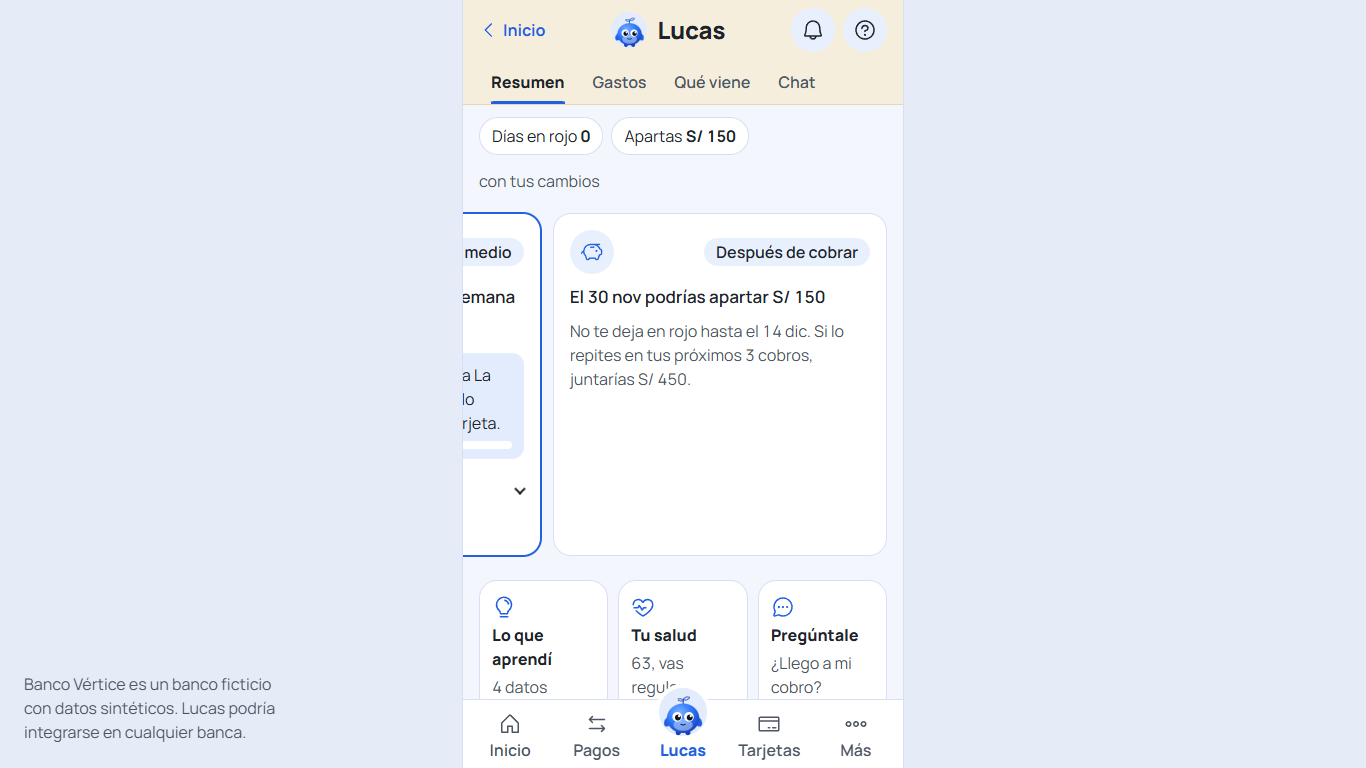 Inicio
Lucas
Resumen Gastos Qué viene Chat
Días en rojo 0 Apartas S/ 150
con tus cambios
medio
emana
a La
lo
rjeta.
Después de cobrar
El 30 nov podrías apartar S/ 150
No te deja en rojo hasta el 14 dic. Si lo
repites en tus próximos 3 cobros,
juntarías S/ 450.
Lo que
aprendí
4 datos
Tu salud
63, vas
regula
Pregúntale
¿Llego a mi
cobro?
Banco Vértice es un banco ficticio
con datos sintéticos. Lucas podría
integrarse en cualquier banca.
Inicio Pagos Lucas Tarjetas Más